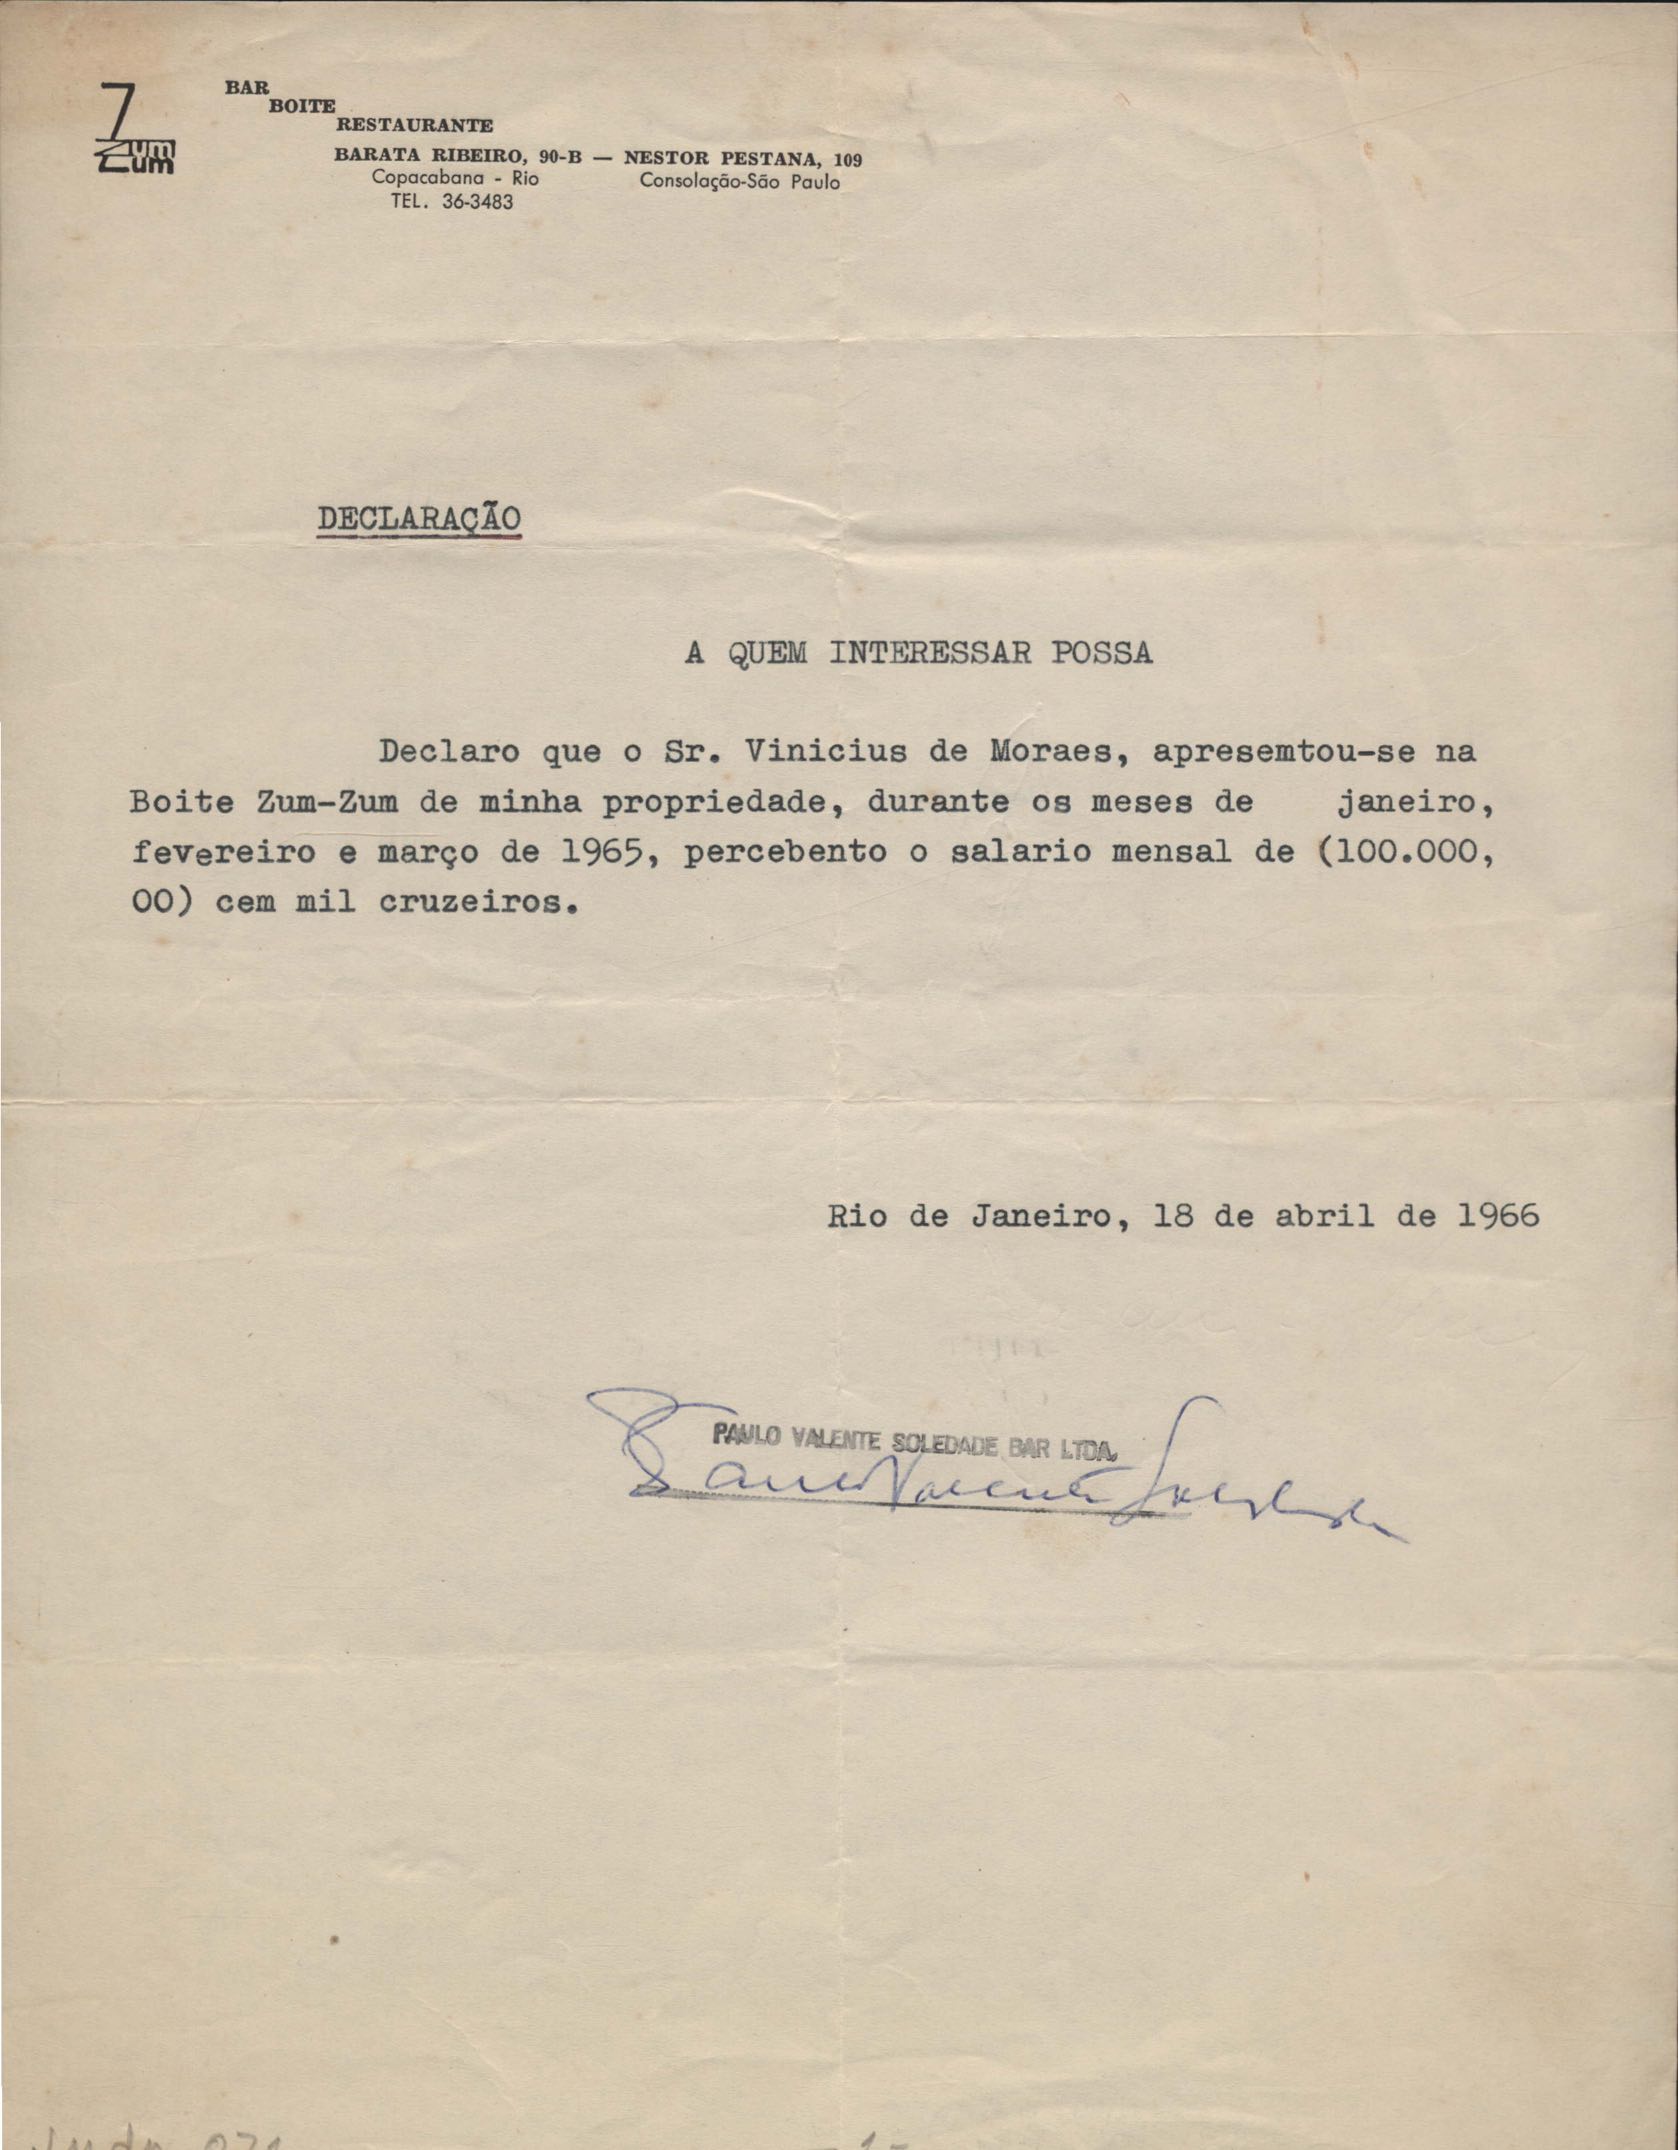 Zum
Zum
BAR
BOITE
RESTAURANTE
BARATA RIBEIRO, 90-B — NESTOR PESTANA, 109
Copacabana - Rio Consolação-São Paulo
TEL. 36-3483
DECLARAÇÃO
A QUEM INTERESSAR POSSA
Declaro que o Sr. Vinicius de Moraes, apresemtou-se na
Boite Zum-Zum de minha propriedade, durante os meses de janeiro,
fevereiro e março de 1965, percebento o salario mensal de (100.000,
00) cem mil cruzeiros.
Rio de Janeiro, 18 de abril de 1966
PAULO VALENTE SOLEDADE BAR LTDA.
Paulo Valente Soledade